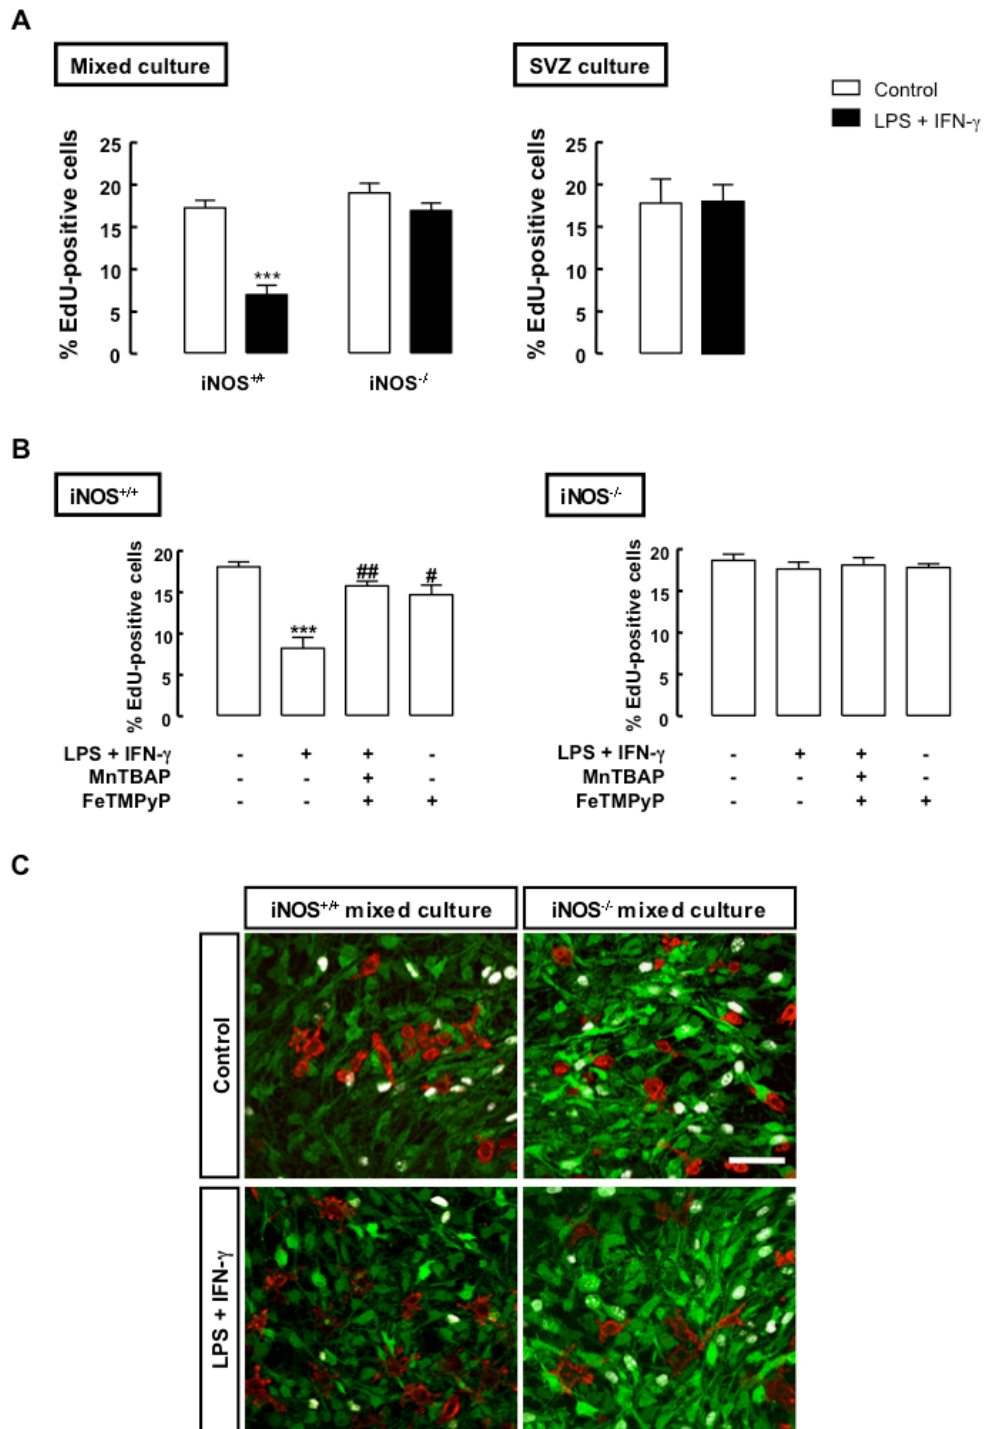 A
Mixed culture
SVZ culture
Control
LPS + IFN-γ
% EdU-positive cells
25
20
15
10
5
0
***
iNOS+/+
iNOS-/-
% EdU-positive cells
25
20
15
10
5
0
B
iNOS+/+
iNOS-/-
% EdU-positive cells
20
15
10
5
0
***
##
#
% EdU-positive cells
20
15
10
5
0
LPS + IFN-γ - + + -
MnTBAP - - + -
FeTMPyP - - + +
LPS + IFN-γ - + + -
MnTBAP - - + -
FeTMPyP - - + +
C
iNOS+/+ mixed culture
iNOS-/- mixed culture
Control
LPS + IFN-γ